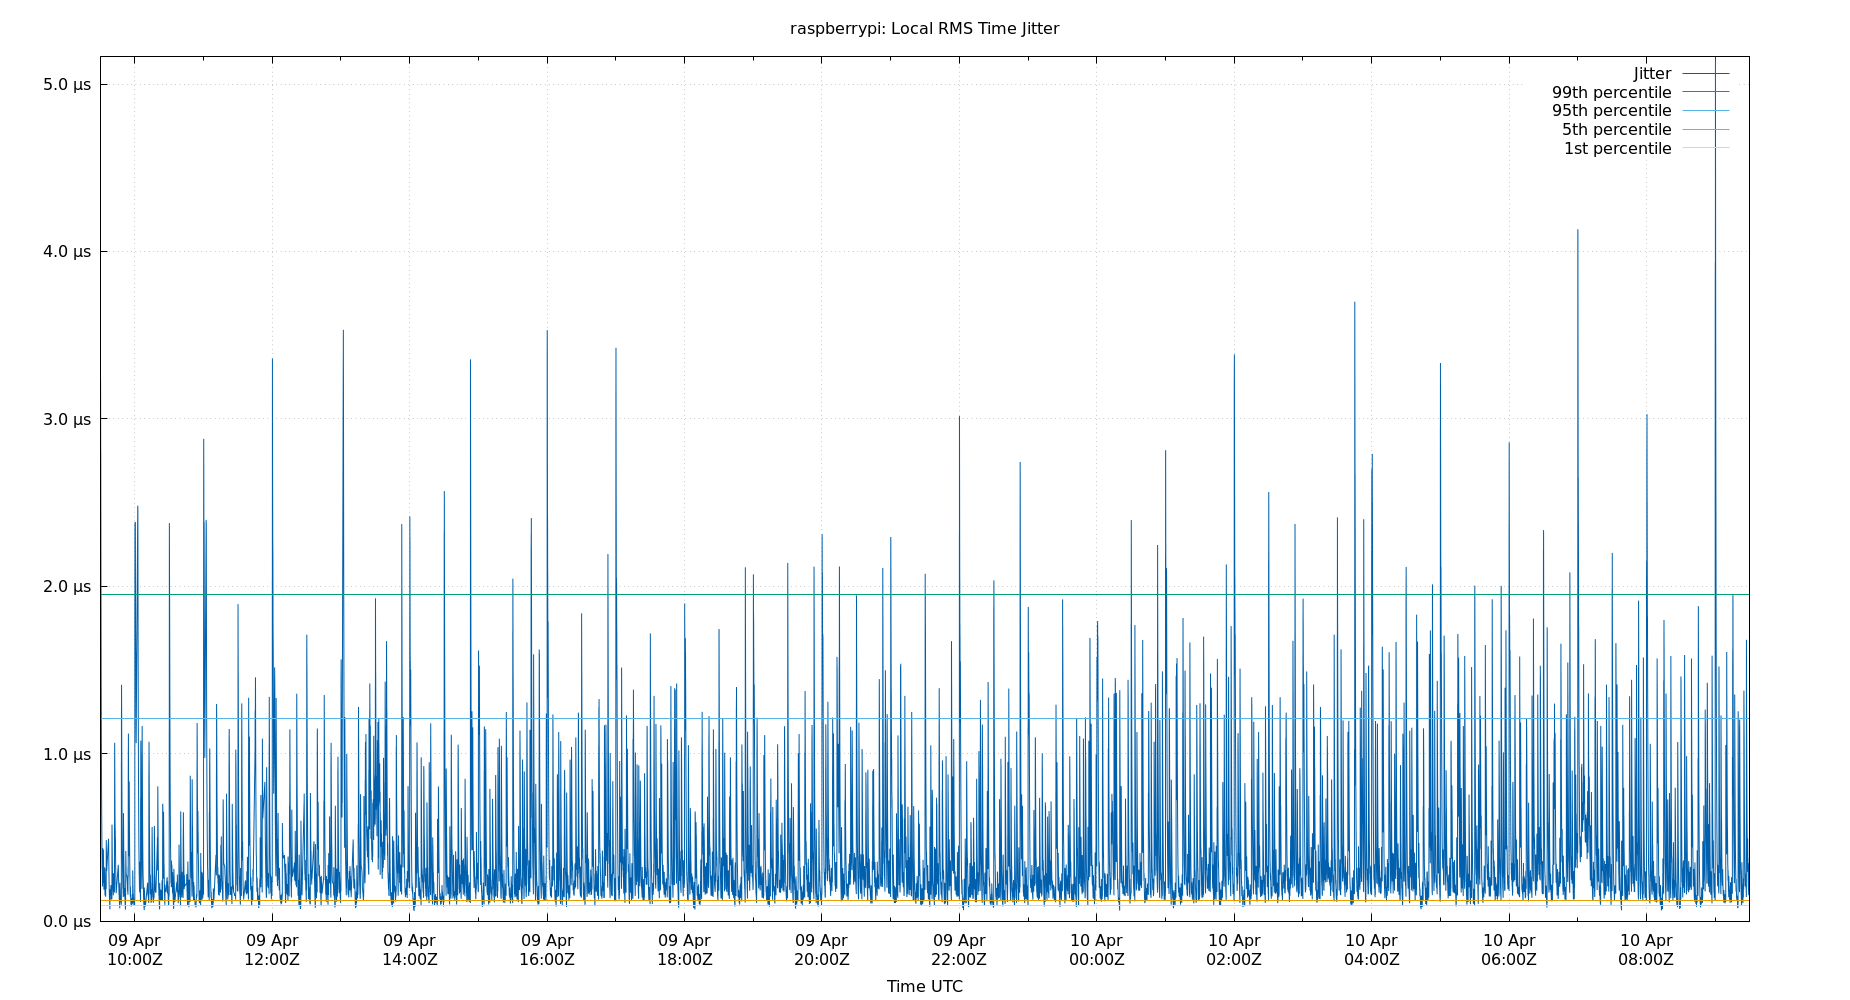 raspberrypi: Local RMS Time Jitter
5.0 µs
4.0 µs
3.0 µs
2.0 µs
1.0 µs
0.0 µs
Jitter
99th percentile
95th percentile
5th percentile
1st percentile
09 Apr 09 Apr 09 Apr 09 Apr 09 Apr 09 Apr 09 Apr 10 Apr 10 Apr 10 Apr 10 Apr 10 Apr
10:00Z 12:00Z 14:00Z 16:00Z 18:00Z 20:00Z 22:00Z 00:00Z 02:00Z 04:00Z 06:00Z 08:00Z
Time UTC